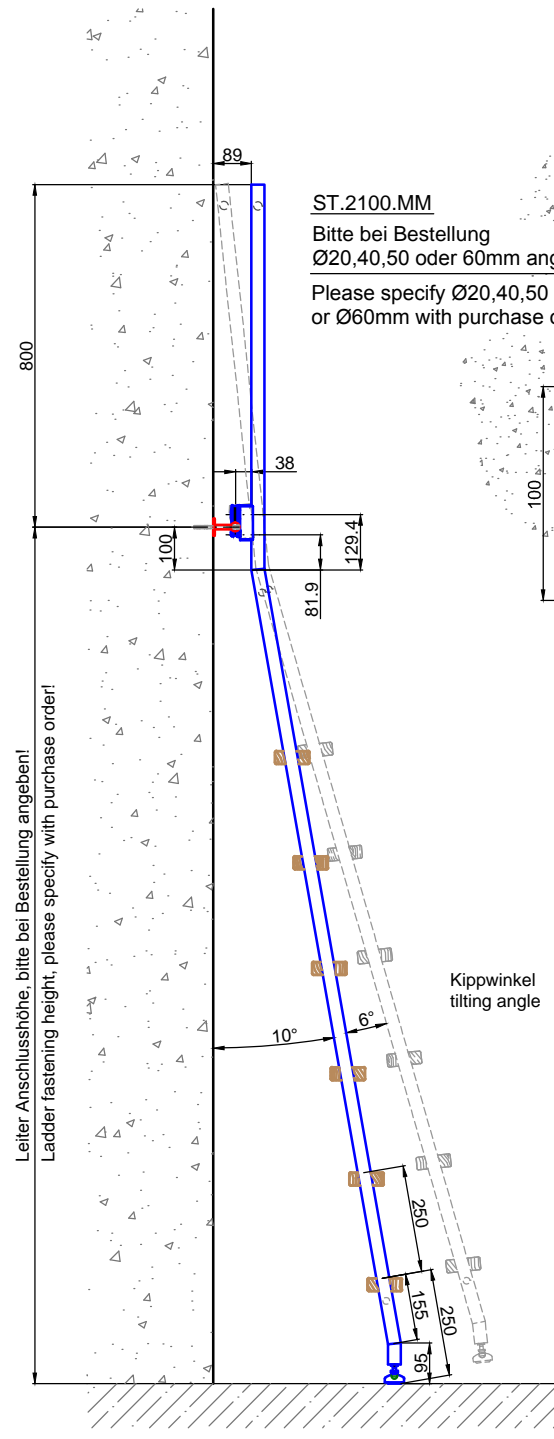 89
ST.2100.MM
Bitte bei Bestellung
Ø20,40,50 oder 60mm ang
Please specify Ø20,40,50
or Ø60mm with purchase o
800
38
100
100
129.4
81.9
Leiter Anschlusshöhe, bitte bei Bestellung angeben!
Ladder fastening height, please specify with purchase order!
Kippwinkel
tilting angle
10°
6°
250
155
250
95